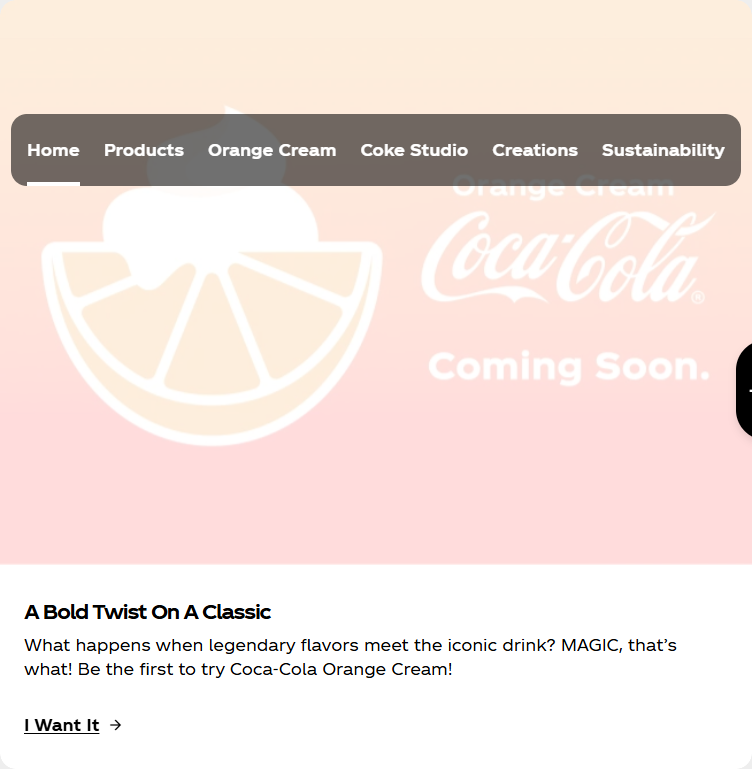 Home Products Orange Cream Coke Studio Creations Sustainability
Orange Cream
Coca-Cola®
Coming Soon.
A Bold Twist On A Classic
What happens when legendary flavors meet the iconic drink? MAGIC, that’s
what! Be the first to try Coca-Cola Orange Cream!
I Want It →